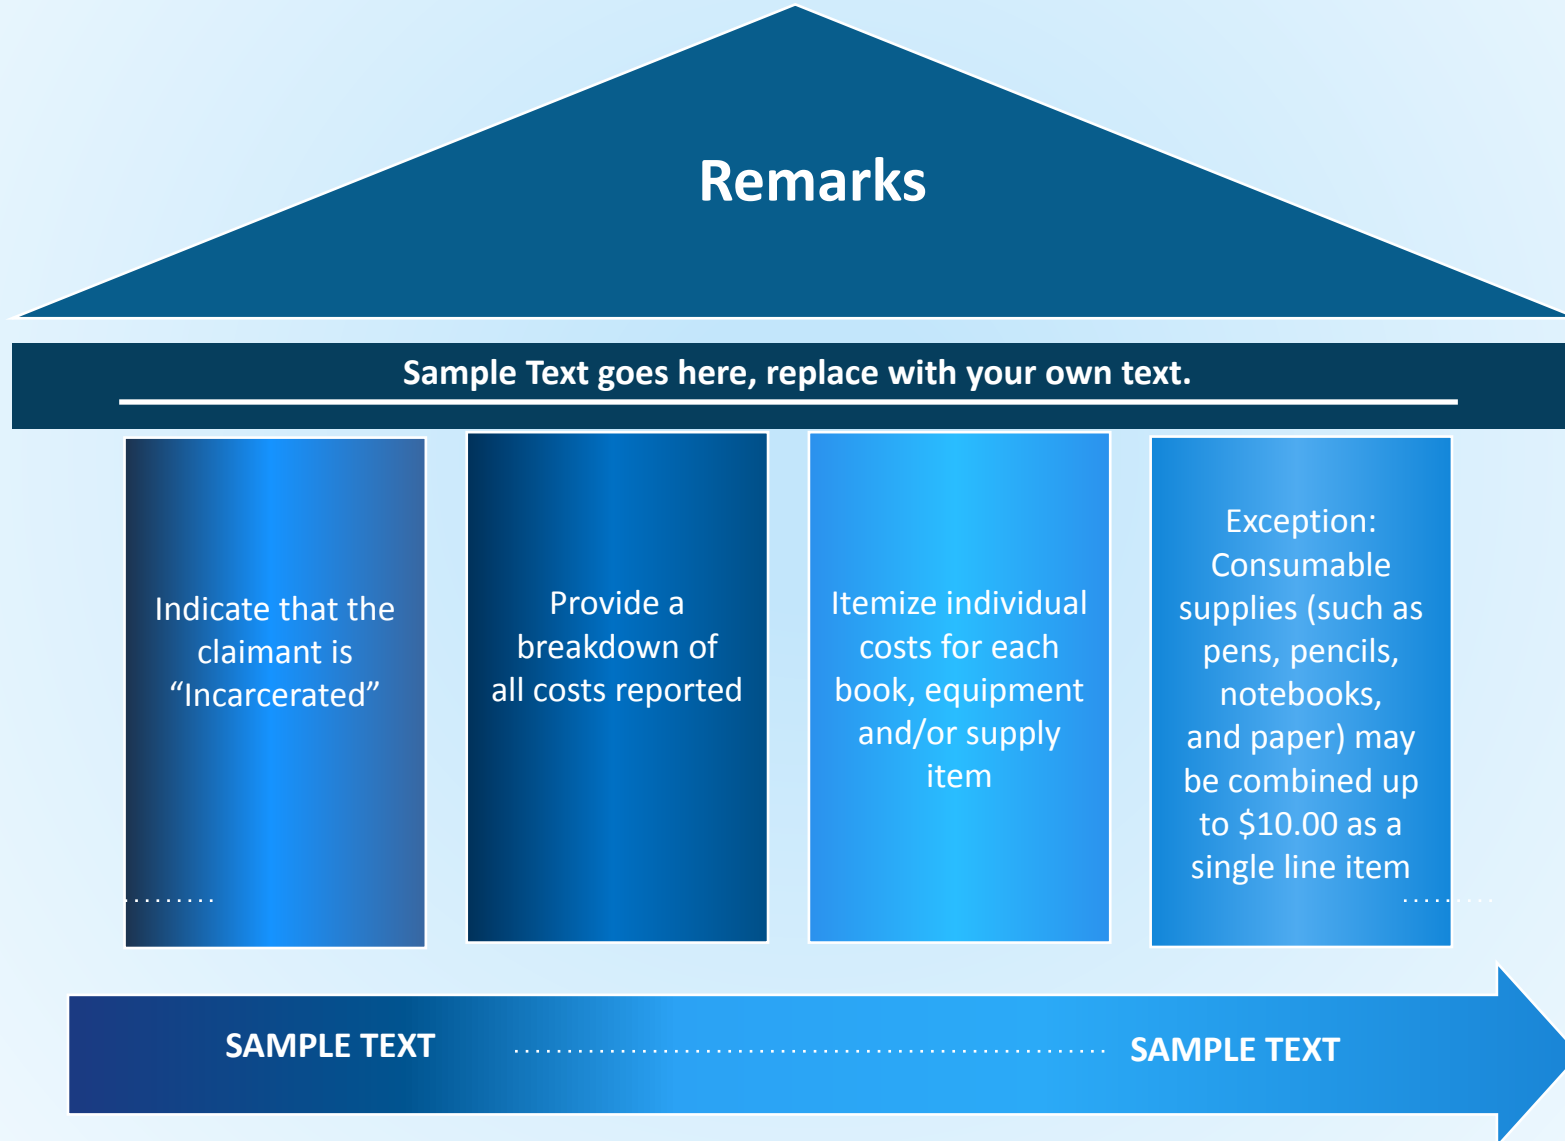 Remarks
Sample Text goes here, replace with your own text.
Indicate that the
claimant is
“Incarcerated”
Provide a
breakdown of
all costs reported
Itemize individual
costs for each
book, equipment
and/or supply
item
Exception:
Consumable
supplies (such as
pens, pencils,
notebooks,
and paper) may
be combined up
to $10.00 as a
single line item
SAMPLE TEXT
SAMPLE TEXT